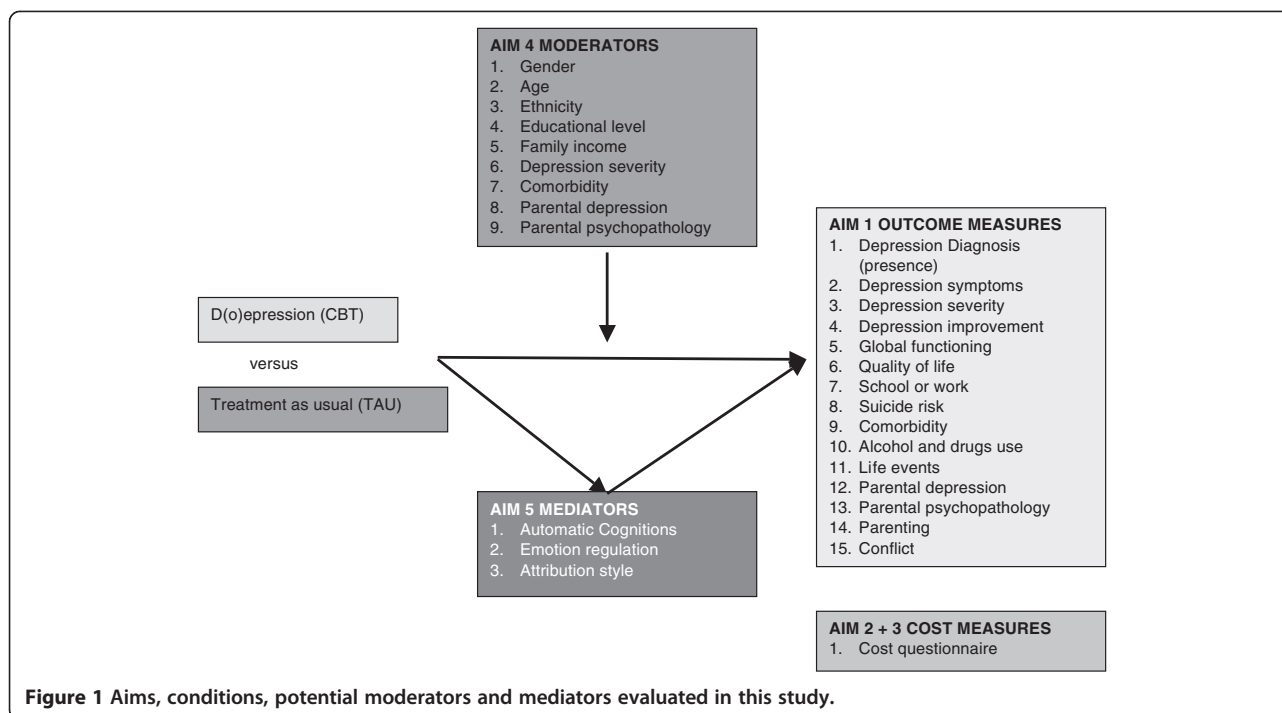 AIM 4 MODERATORS
1. Gender
2. Age
3. Ethnicity
4. Educational level
5. Family income
6. Depression severity
7. Comorbidity
8. Parental depression
9. Parental psychopathology
D(o)epression (CBT)
versus
Treatment as usual (TAU)
AIM 1 OUTCOME MEASURES
1. Depression Diagnosis
(presence)
2. Depression symptoms
3. Depression severity
4. Depression improvement
5. Global functioning
6. Quality of life
7. School or work
8. Suicide risk
9. Comorbidity
10. Alcohol and drugs use
11. Life events
12. Parental depression
13. Parental psychopathology
14. Parenting
15. Conflict
AIM 5 MEDIATORS
1. Automatic Cognitions
2. Emotion regulation
3. Attribution style
AIM 2 + 3 COST MEASURES
1. Cost questionnaire
Figure 1 Aims, conditions, potential moderators and mediators evaluated in this study.